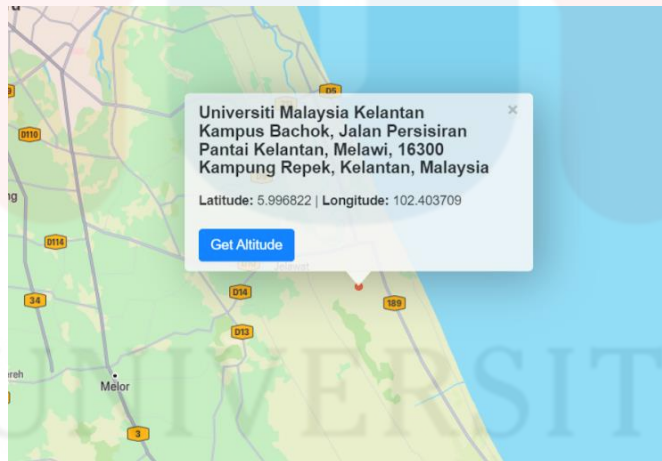 D5
Universiti Malaysia Kelantan
Kampus Bachok, Jalan Persisiran
Pantai Kelantan, Melawi, 16300
Kampung Repek, Kelantan, Malaysia
×
Latitude: 5.996822 | Longitude: 102.403709
Get Altitude
D110
D114
Jelawat
D14
34
189
D13
Melor
3
UNIVERSIT